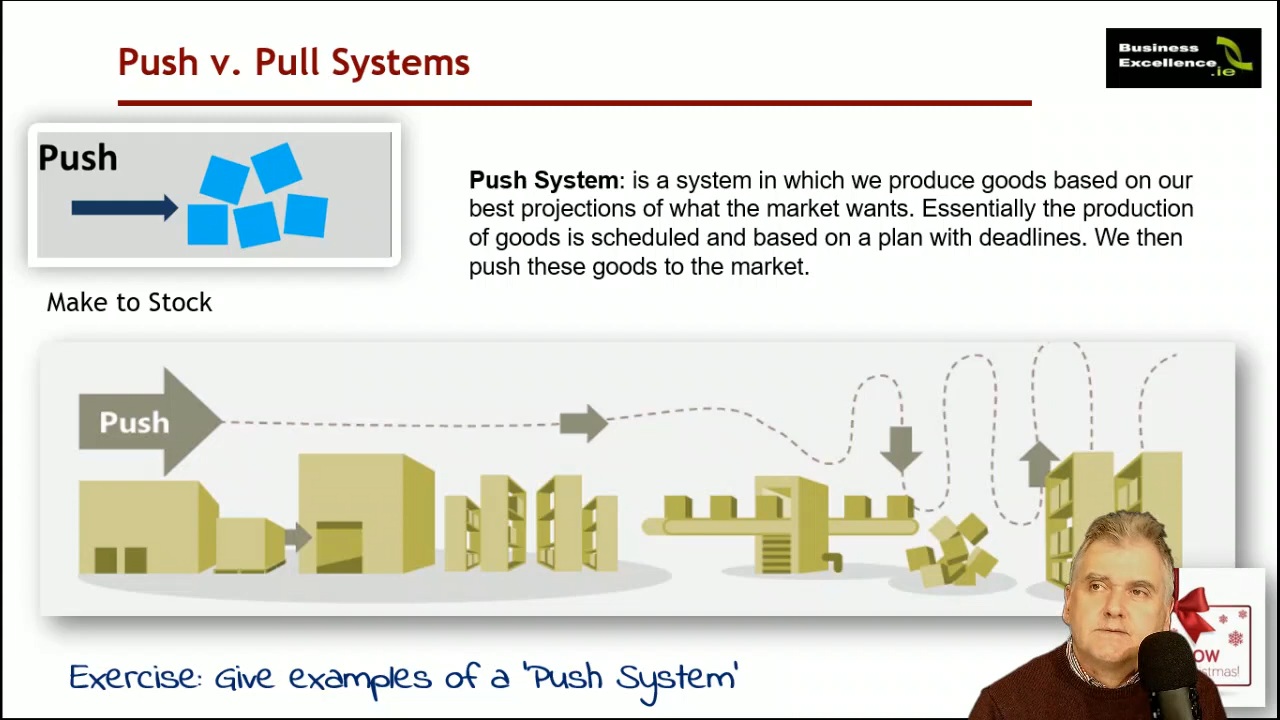 Push v. Pull Systems
Business
Excellence
.ie
Push
Push System: is a system in which we produce goods based on our
best projections of what the market wants. Essentially the production
of goods is scheduled and based on a plan with deadlines. We then
push these goods to the market.
Make to Stock
Push
Exercise: Give examples of a 'Push System'